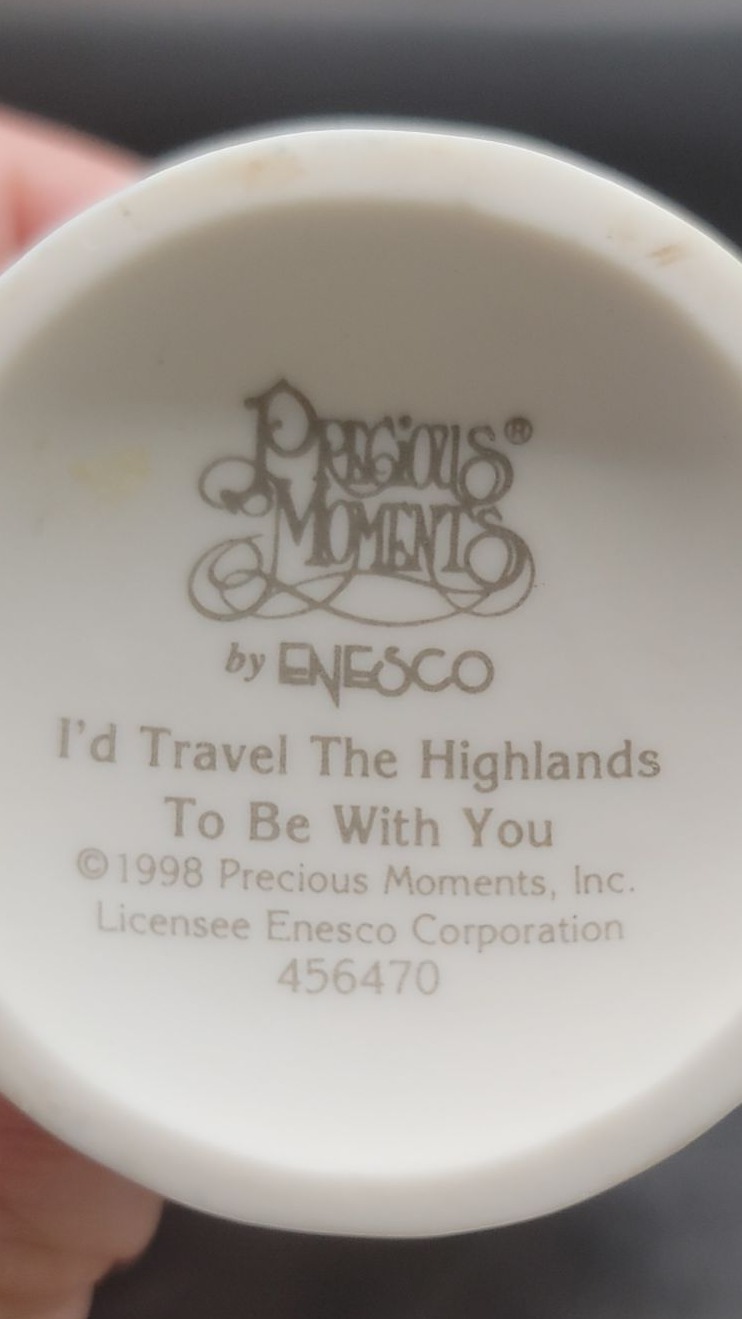 PRECIOUS®
MOMENTS
by ENESCO
I'd Travel The Highlands
To Be With You
©1998 Precious Moments, Inc.
Licensee Enesco Corporation
456470